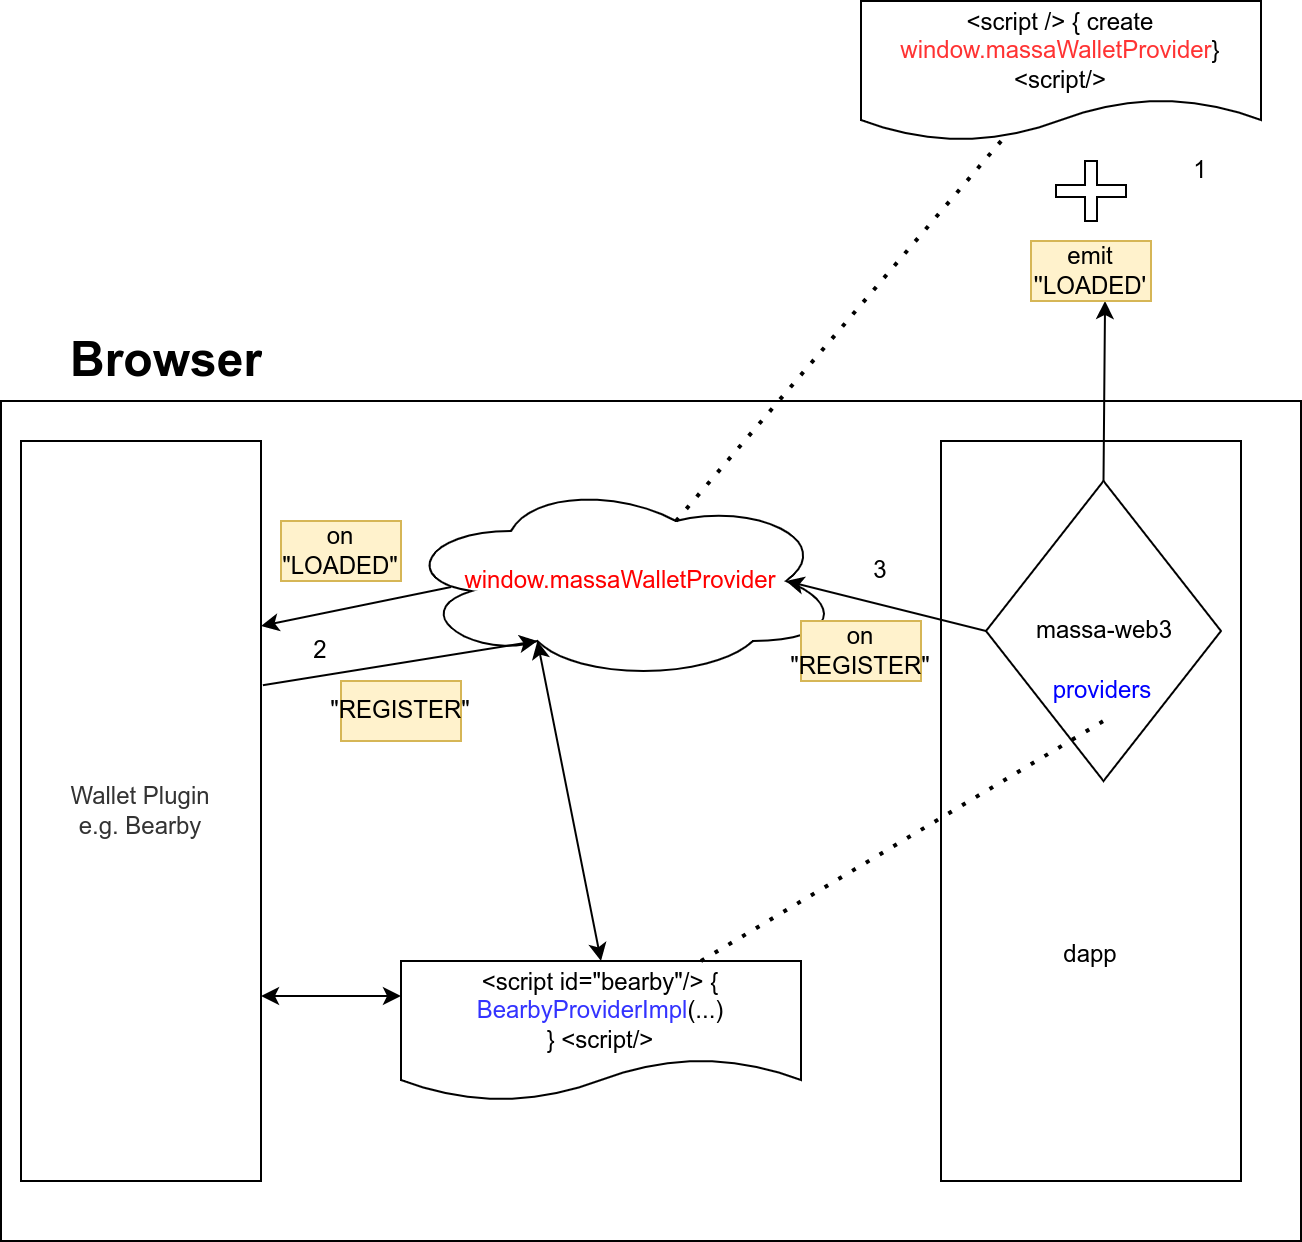 <script /> { create
window.massaWalletProvider}
<script/>
1
emit
"LOADED'
Browser
on
"LOADED"
window.massaWalletProvider
3
on
"REGISTER"
2
"REGISTER"
massa-web3
providers
Wallet Plugin
e.g. Bearby
dapp
<script id="bearby"/> {
BearbyProviderImpl(...)
} <script/>